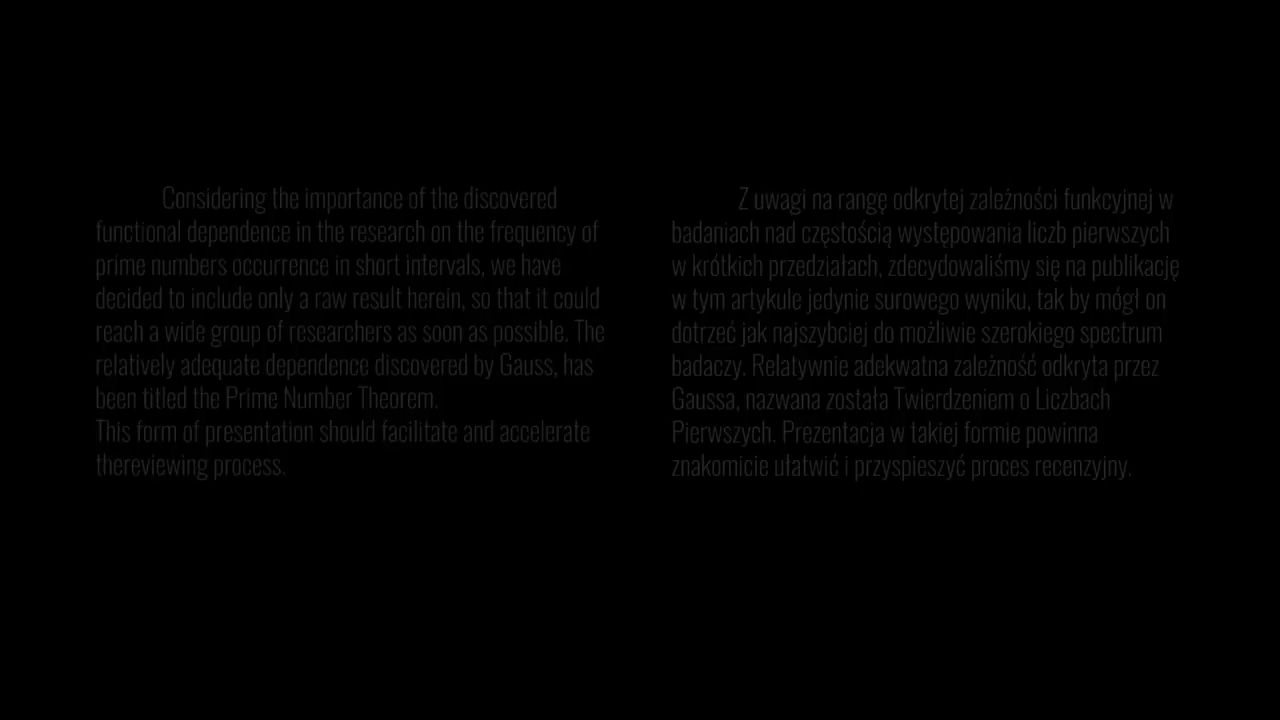 Considering the importance of the discovered
functional dependence in the research on the frequency of
prime numbers occurrence in short intervals, we have
decided to include only a raw result herein, so that it could
reach a wide group of researchers as soon as possible. The
relatively adequate dependence discovered by Gauss, has
been titled the Prime Number Theorem.
This form of presentation should facilitate and accelerate
thereviewing process.
Z uwagi na rangę odkrytej zależności funkcyjnej w
badaniach nad częstością występowania liczb pierwszych
w krótkich przedziałach, zdecydowaliśmy się na publikację
w tym artykule jedynie surowego wyniku, tak by mógł on
dotrzeć jak najszybciej do możliwie szerokiego spectrum
badaczy. Relatywnie adekwatna zależność odkryta przez
Gaussa, nazwana została Twierdzeniem o Liczbach
Pierwszych. Prezentacja w takiej formie powinna
znakomicie ułatwić i przyspieszyć proces recenzyjny.